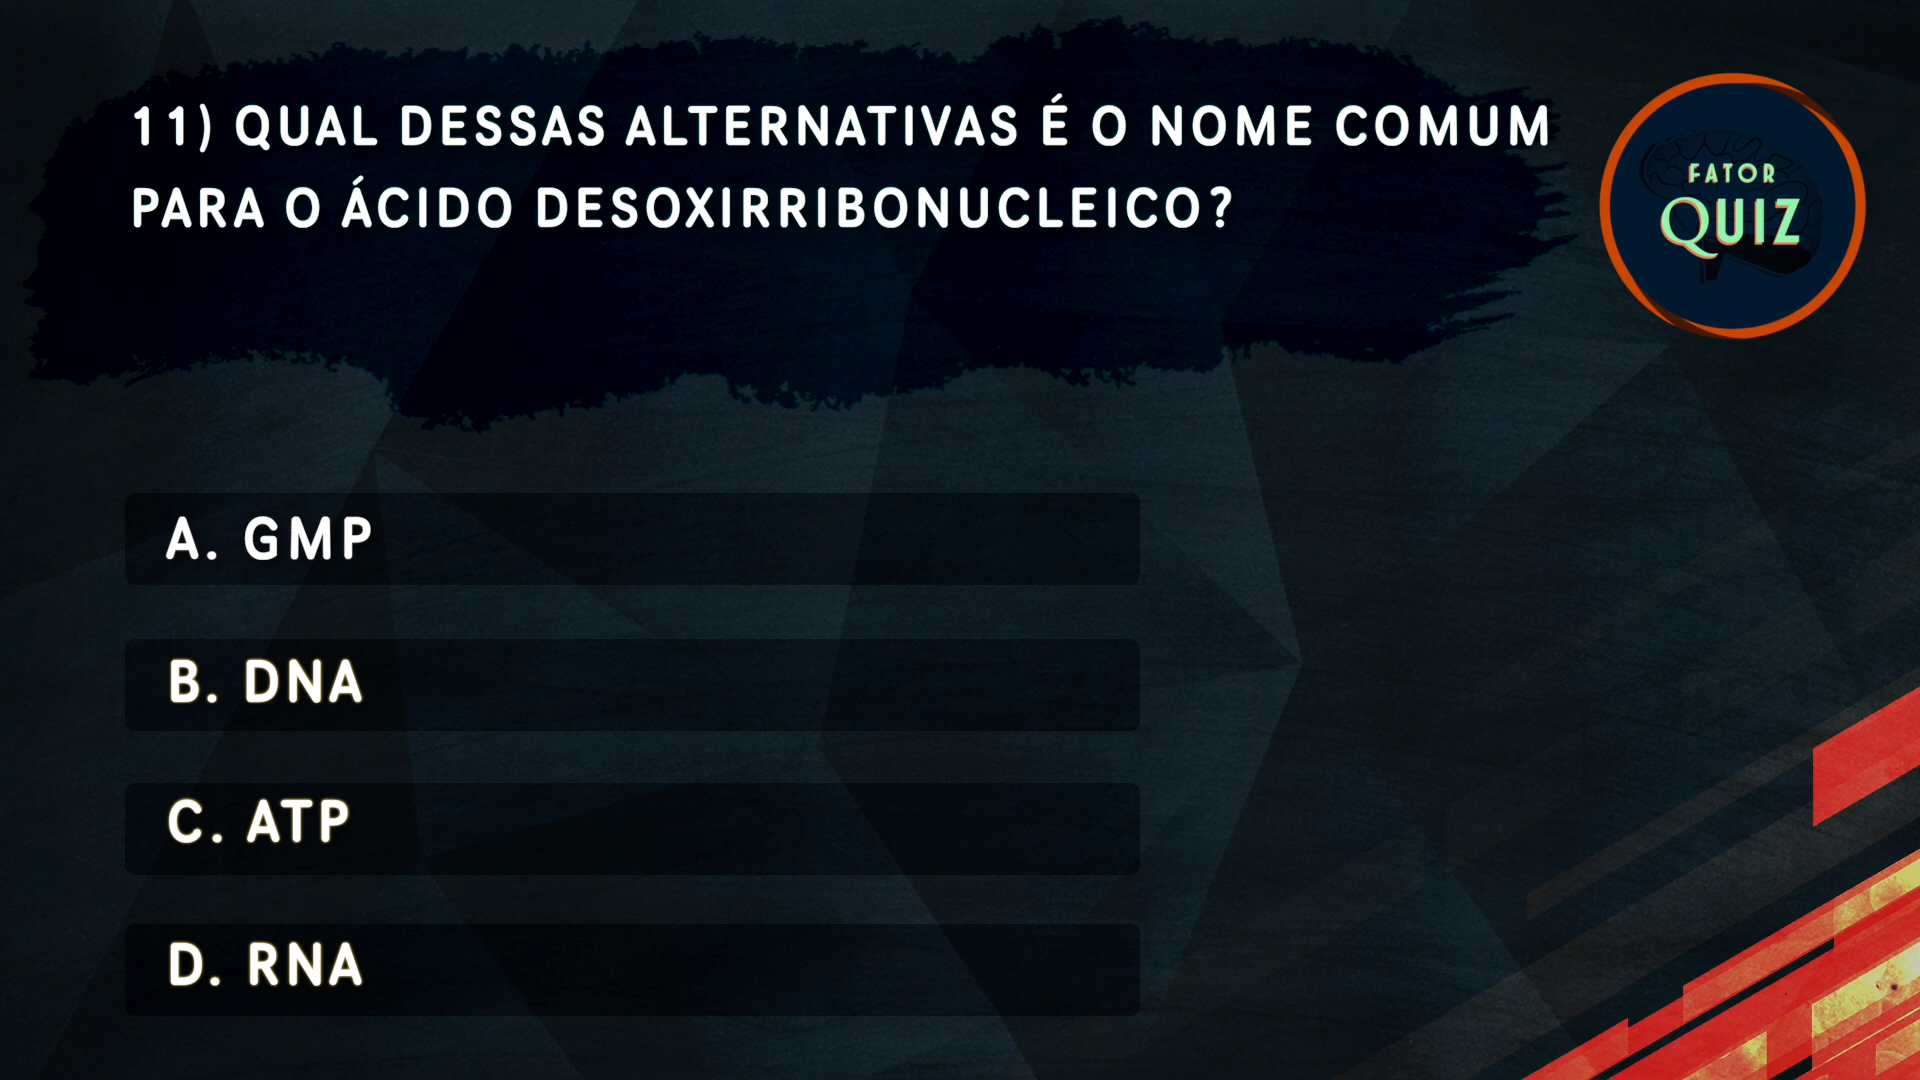 11) QUAL DESSAS ALTERNATIVAS É O NOME COMUM
PARA O ÁCIDO DESOXIRRIBONUCLEICO?
FATOR
QUIZ
A. GMP
B. DNA
C. ATP
D. RNA